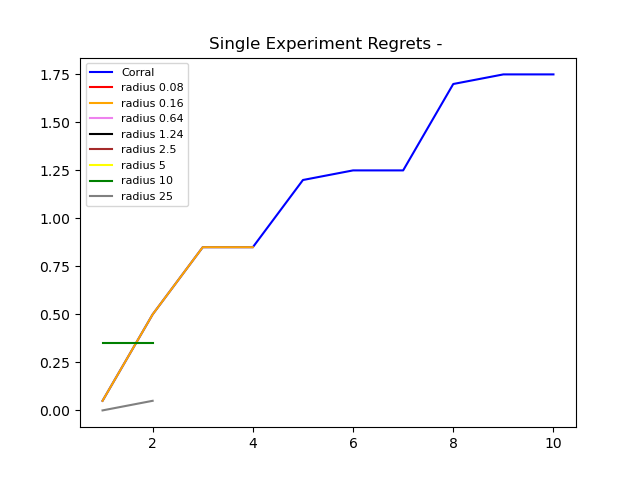 Single Experiment Regrets -
Corral
radius 0.08
radius 0.16
radius 0.64
radius 1.24
radius 2.5
radius 5
radius 10
radius 25
1.75
1.50
1.25
1.00
0.75
0.50
0.25
0.00
2 4 6 8 10